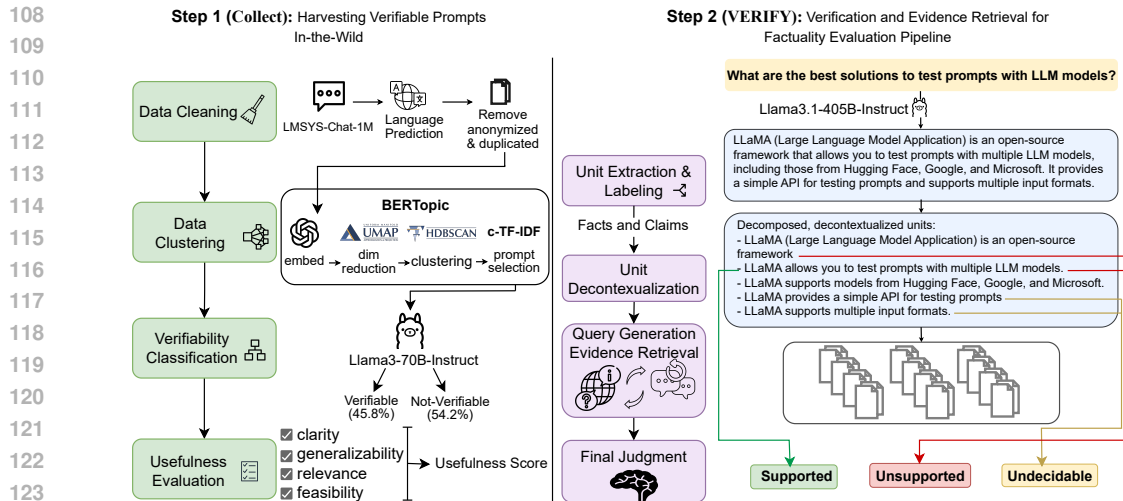 108
109
110
111
112
113
114
115
116
117
118
119
120
121
122
123
Step 1 (Collect): Harvesting Verifiable Prompts
In-the-Wild
Data Cleaning
LMSYS-Chat-1M
Language
Prediction
Remove
anonymized
& duplicated
Data
Clustering
BERTopic
UMAP
HDBSCAN
c-TF-IDF
embed
dim
reduction
clustering
prompt
selection
Verifiability
Classification
Llama3-70B-Instruct
Verifiable
(45.8%)
Not-Verifiable
(54.2%)
Usefulness
Evaluation
clarity
generalizability
relevance
feasibility
Usefulness Score
Step 2 (VERIFY): Verification and Evidence Retrieval for
Factuality Evaluation Pipeline
Unit Extraction &
Labeling
Facts and Claims
Unit
Decontexualization
Query Generation
Evidence Retrieval
Final Judgment
What are the best solutions to test prompts with LLM models?
Llama3.1-405B-Instruct
LLaMA (Large Language Model Application) is an open-source
framework that allows you to test prompts with multiple LLM models,
including those from Hugging Face, Google, and Microsoft. It provides
a simple API for testing prompts and supports multiple input formats.
Decomposed, decontextualized units:
- LLaMA (Large Language Model Application) is an open-source
framework
- LLaMA allows you to test prompts with multiple LLM models.
- LLaMA supports models from Hugging Face, Google, and Microsoft.
- LLaMA provides a simple API for testing prompts
- LLaMA supports multiple input formats.
Supported
Unsupported
Undecidable